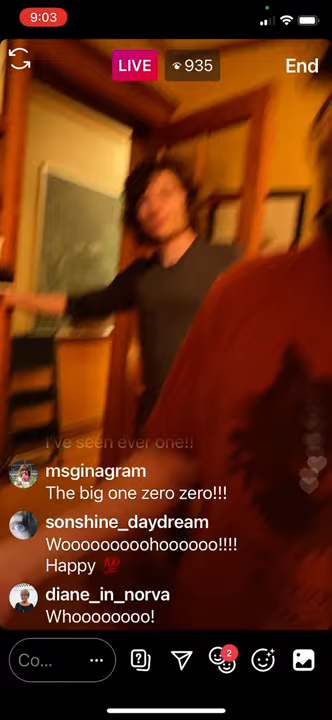 9:03
LIVE
935
End
I've seen ever one!!
msginagram
The big one zero zero!!!
sonshine_daydream
Wooooooooohoooooo!!!!
Happy 💯
diane_in_norva
Whoooooooo!
Co...
2